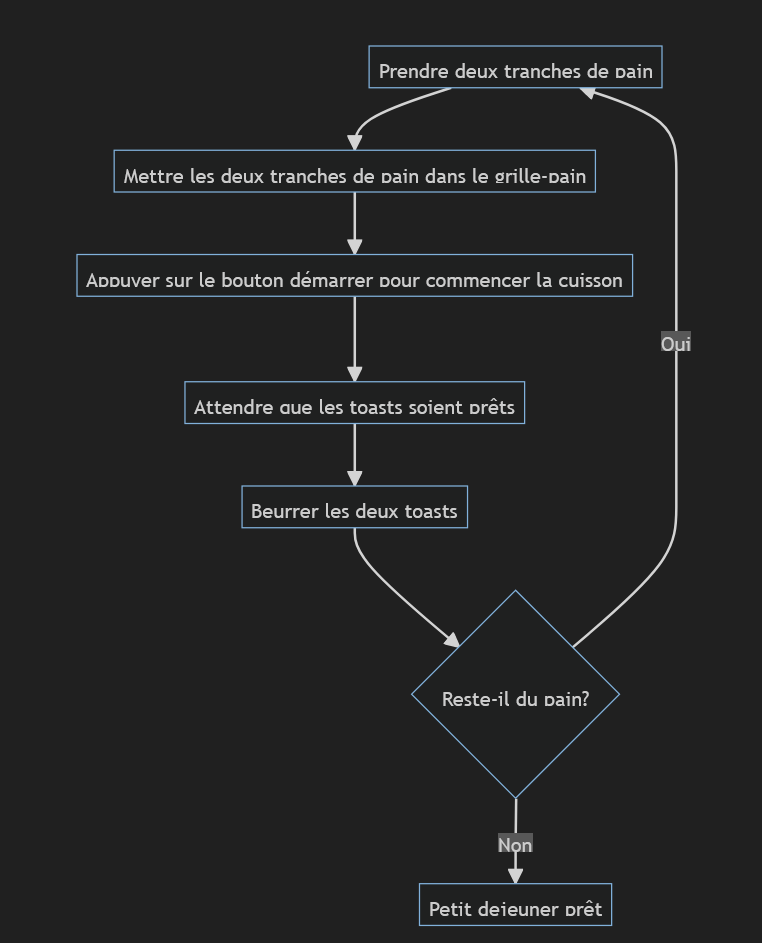 Prendre deux tranches de pain
Mettre les deux tranches de pain dans le grille-pain
Appuyer sur le bouton démarrer pour commencer la cuisson
Oui
Attendre que les toasts soient prêts
Beurrer les deux toasts
Reste-il du pain?
Non
Petit dejeuner prêt